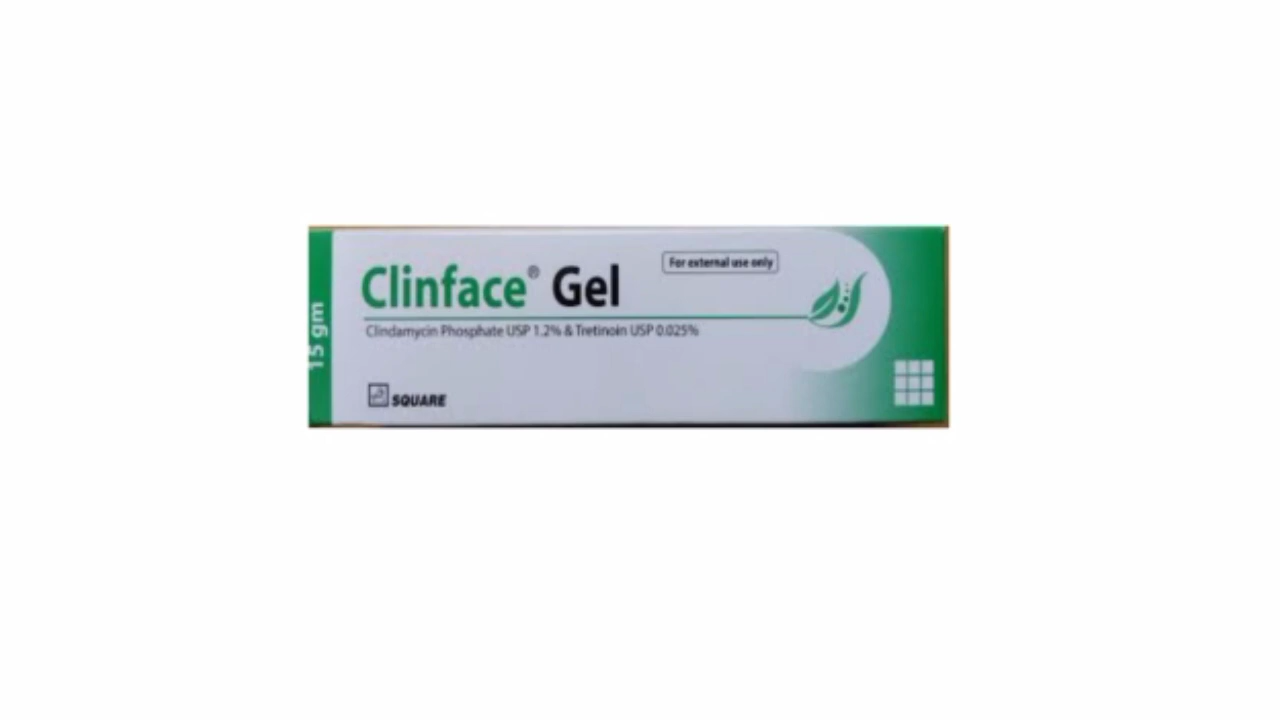 For external use only
Clinface® Gel
Clindamycin Phosphate USP 1.2% & Tretinoin USP 0.025%
SQUARE
15 gm